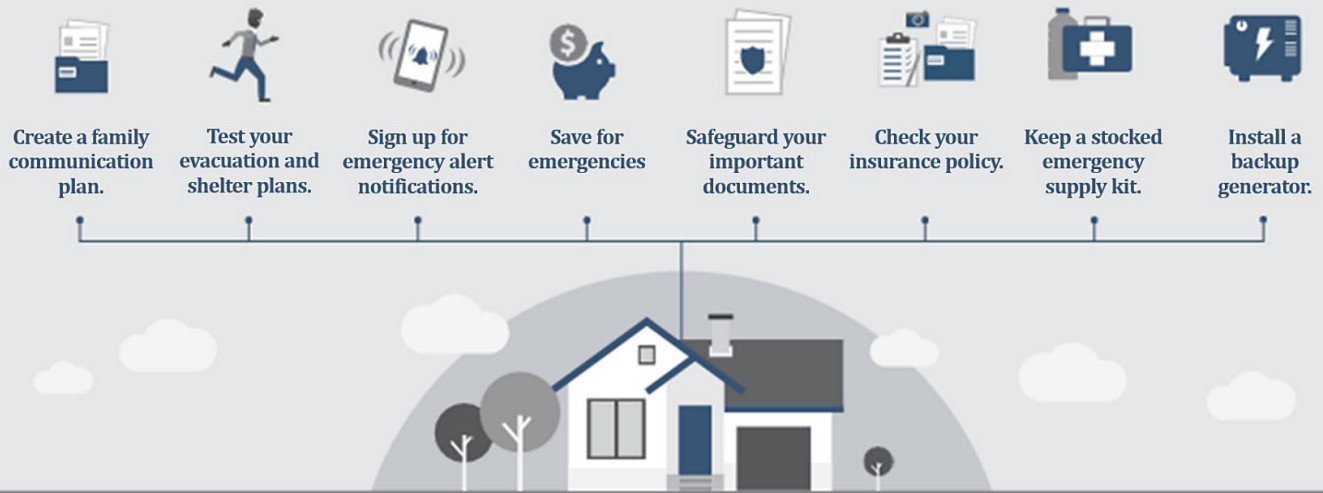 Create a family
communication
plan.
Test your
evacuation and
shelter plans.
Sign up for
emergency alert
notifications.
Save for
emergencies
Safeguard your
important
documents.
Check your
insurance policy.
Keep a stocked
emergency
supply kit.
Install a
backup
generator.
$